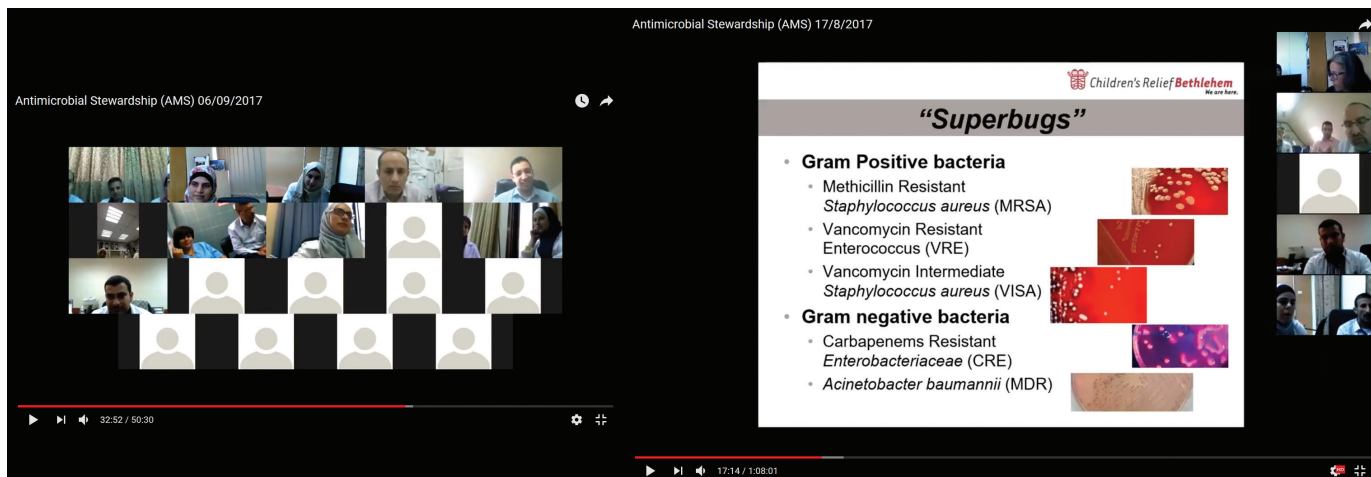 Antimicrobial Stewardship (AMS) 06/09/2017
32:52 / 50:30
Antimicrobial Stewardship (AMS) 17/8/2017
Children's Relief Bethlehem
We are here.
“Superbugs”
• Gram Positive bacteria
• Methicillin Resistant
Staphylococcus aureus (MRSA)
• Vancomycin Resistant
Enterococcus (VRE)
• Vancomycin Intermediate
Staphylococcus aureus (VISA)
• Gram negative bacteria
• Carbapenems Resistant
Enterobacteriaceae (CRE)
• Acinetobacter baumannii (MDR)
17:14 / 1:08:01
HD